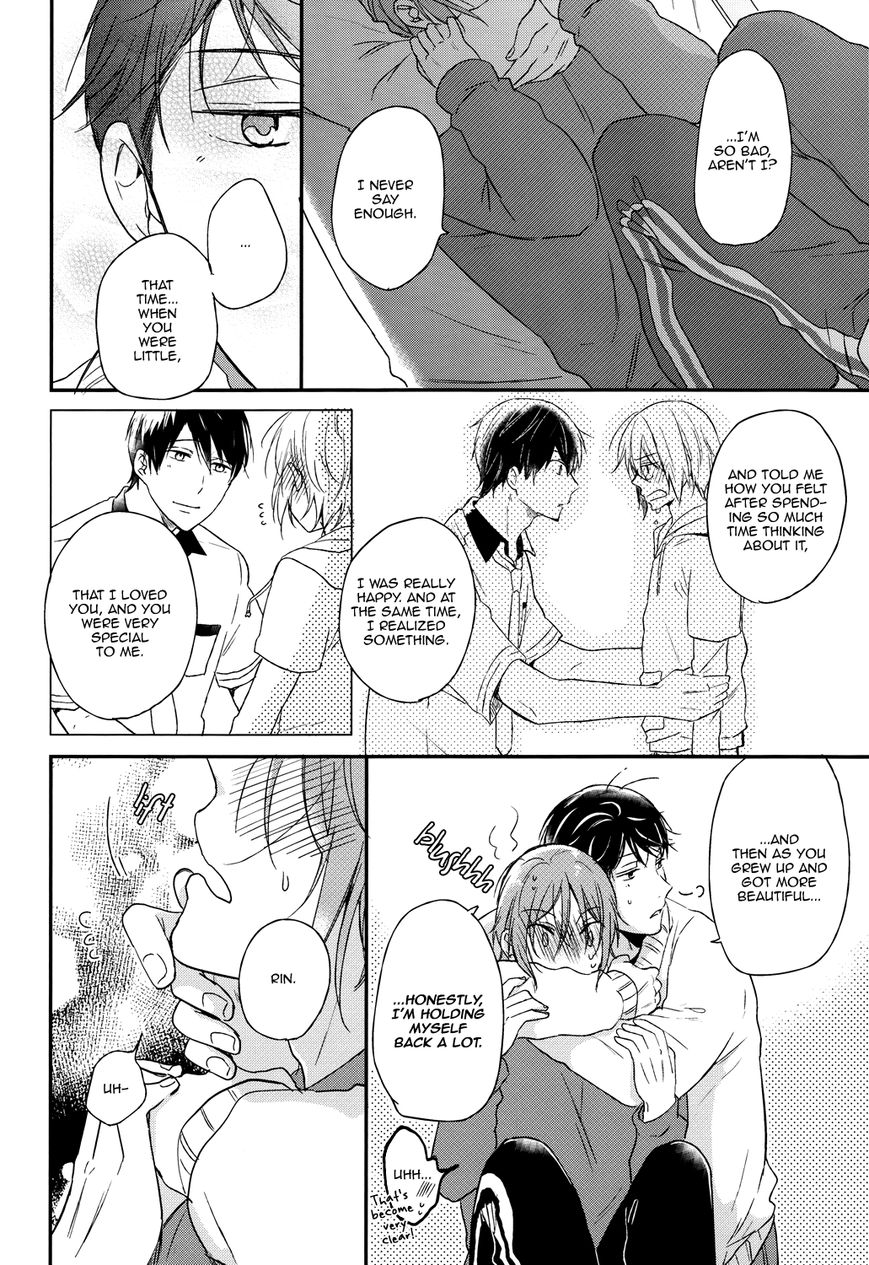 ...I'M
SO BAD,
AREN'T I?
I NEVER
SAY
ENOUGH.
...
THAT
TIME...
WHEN
YOU
WERE
LITTLE,
AND TOLD ME
HOW YOU FELT
AFTER SPEND-
ING SO MUCH
TIME THINKING
ABOUT IT,
I WAS REALLY
HAPPY. AND AT
THE SAME TIME,
I REALIZED
SOMETHING.
THAT I LOVED
YOU, AND YOU
WERE VERY
SPECIAL
TO ME.
...AND
THEN AS YOU
GREW UP AND
GOT MORE
BEAUTIFUL...
blushhh
...HONESTLY,
I'M HOLDING
MYSELF
BACK A LOT.
UHH...
That's
become
very
clear!
lift
RIN.
UH-